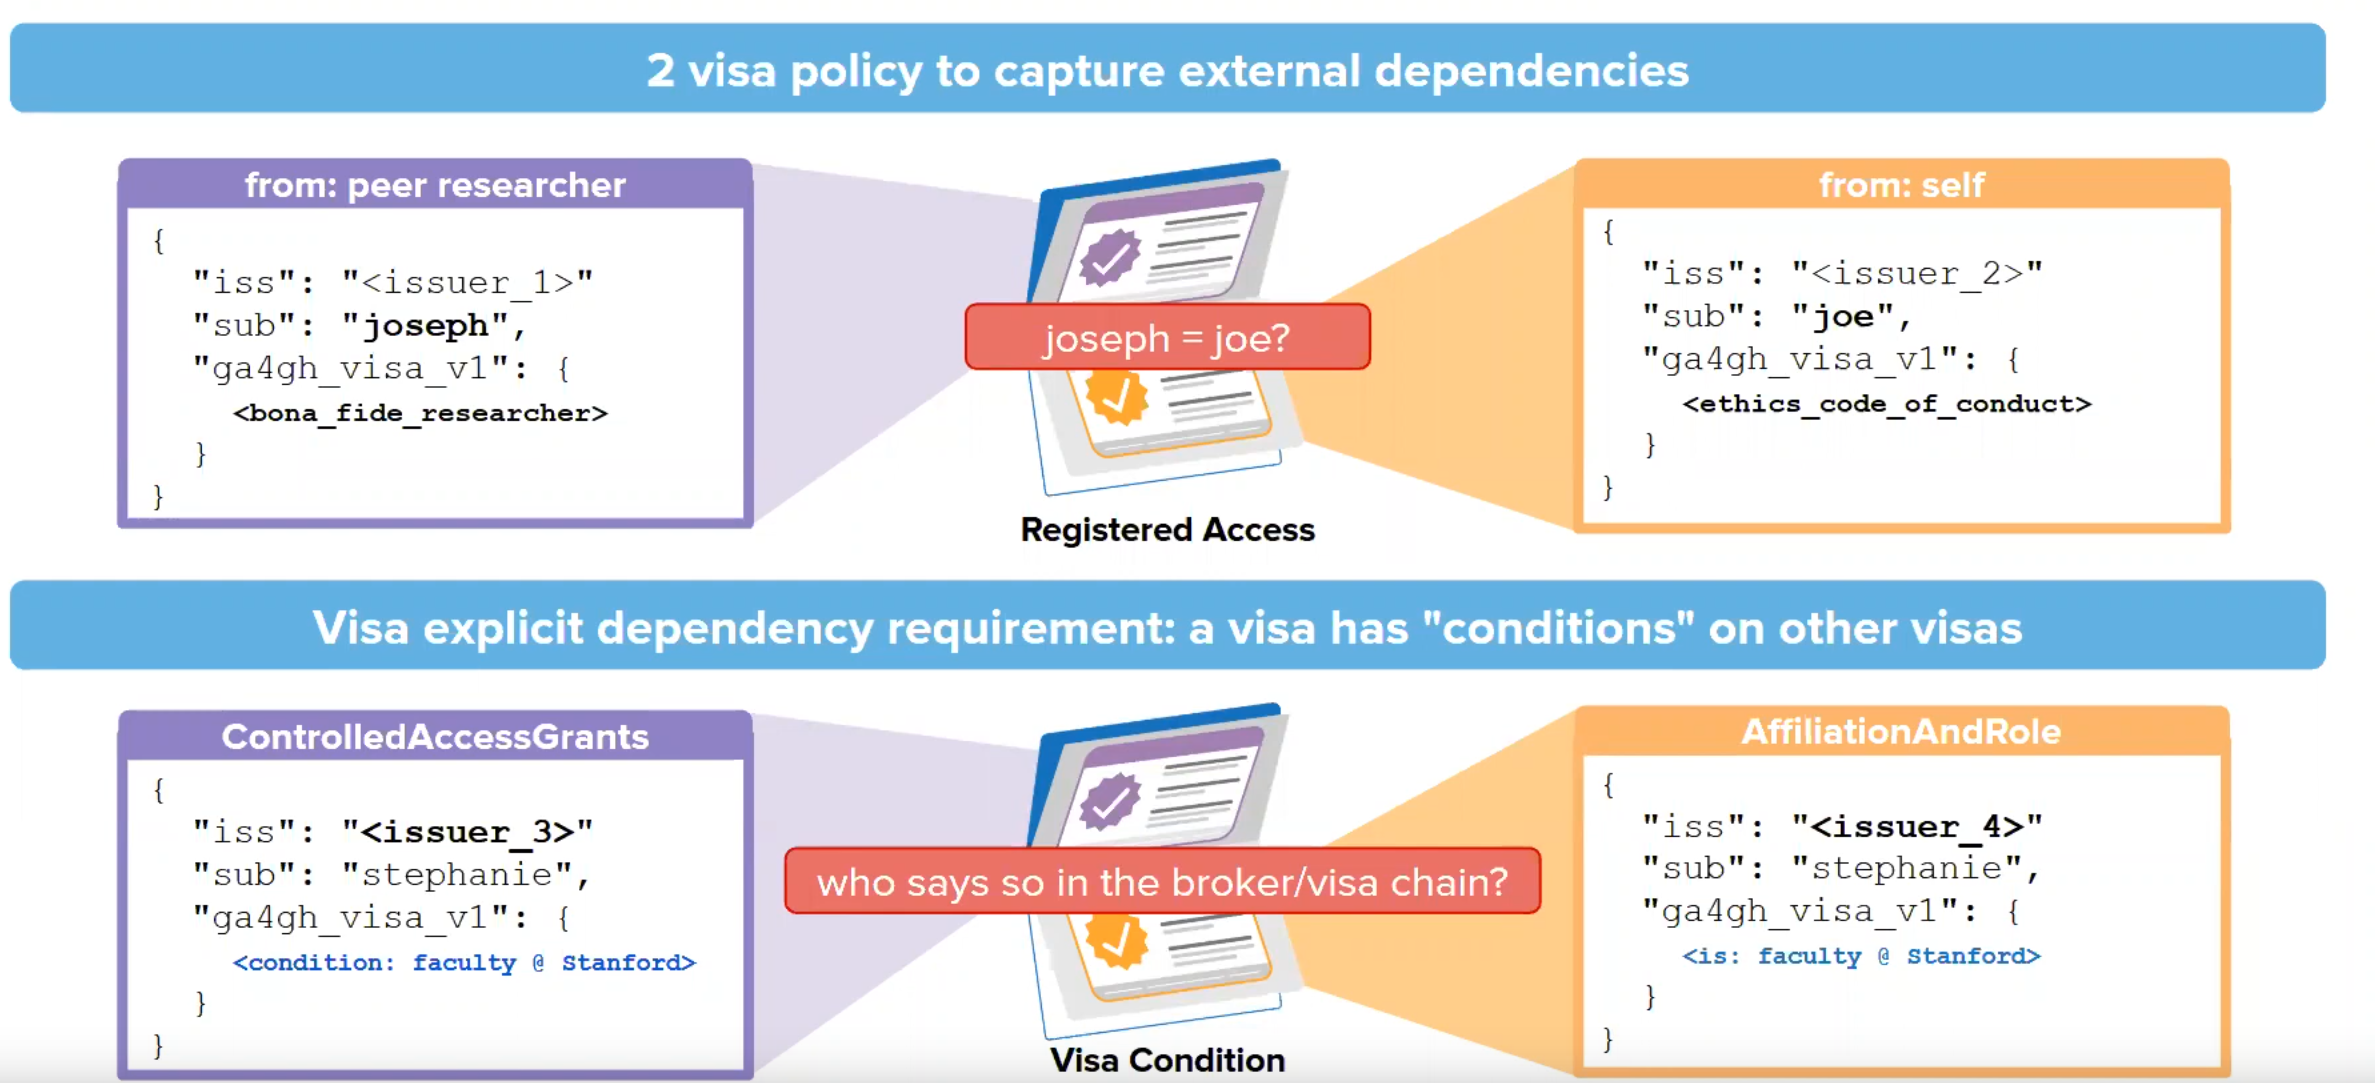 2 visa policy to capture external dependencies
from: peer researcher
{
"iss": "<issuer_1>"
"sub": "joseph",
"ga4gh_visa_v1": {
<bona_fide_researcher>
}
}
joseph = joe?
Registered Access
from: self
{
"iss": "<issuer_2>"
"sub": "joe",
"ga4gh_visa_v1": {
<ethics_code_of_conduct>
}
}
Visa explicit dependency requirement: a visa has "conditions" on other visas
ControlledAccessGrants
{
"iss": "<issuer_3>"
"sub": "stephanie",
"ga4gh_visa_v1": {
<condition: faculty @ Stanford>
}
}
who says so in the broker/visa chain?
Visa Condition
AffiliationAndRole
{
"iss": "<issuer_4>"
"sub": "stephanie",
"ga4gh_visa_v1": {
<is: faculty @ Stanford>
}
}